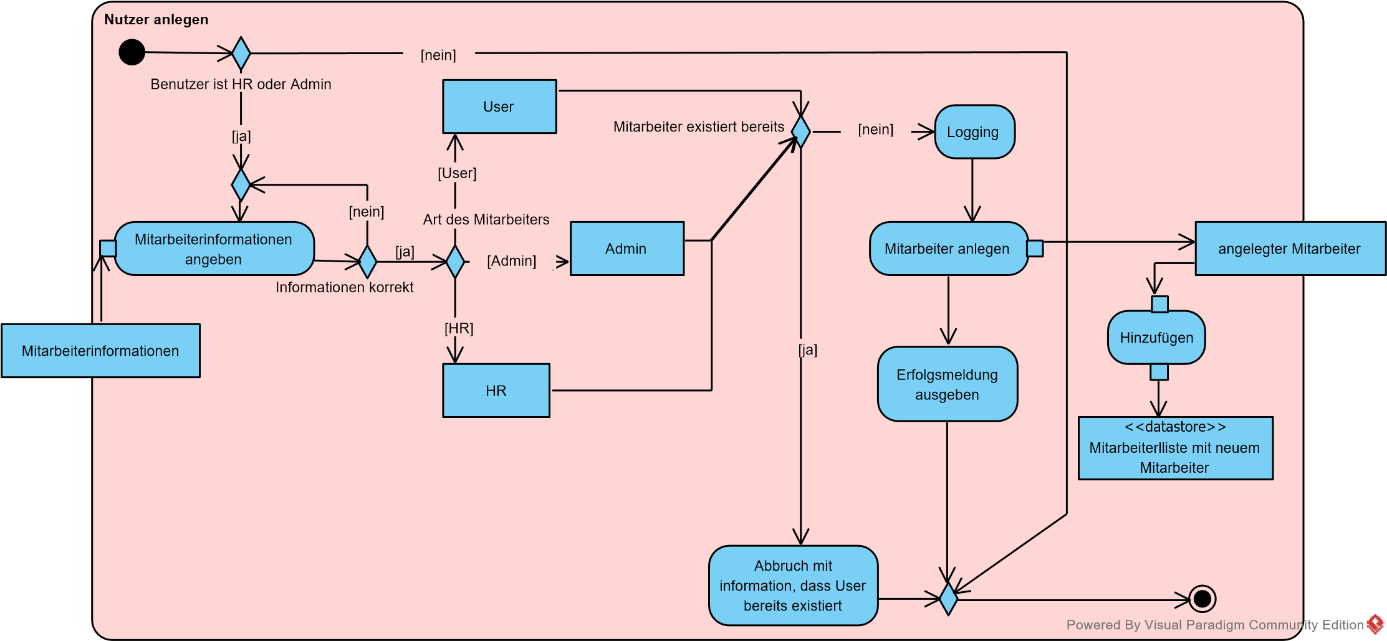 Nutzer anlegen
[nein]
Benutzer ist HR oder Admin
User
Mitarbeiter existiert bereits
[nein]
Logging
[ja]
[User]
[nein]
Art des Mitarbeiters
Mitarbeiterinformationen
angeben
[ja]
[Admin]
Admin
Mitarbeiter anlegen
angelegter Mitarbeiter
Informationen korrekt
[HR]
Mitarbeiterinformationen
[ja]
Hinzufügen
HR
Erfolgsmeldung
ausgeben
<<datastore>>
Mitarbeiterlliste mit neuem
Mitarbeiter
Abbruch mit
information, dass User
bereits existiert
Powered By Visual Paradigm Community Edition